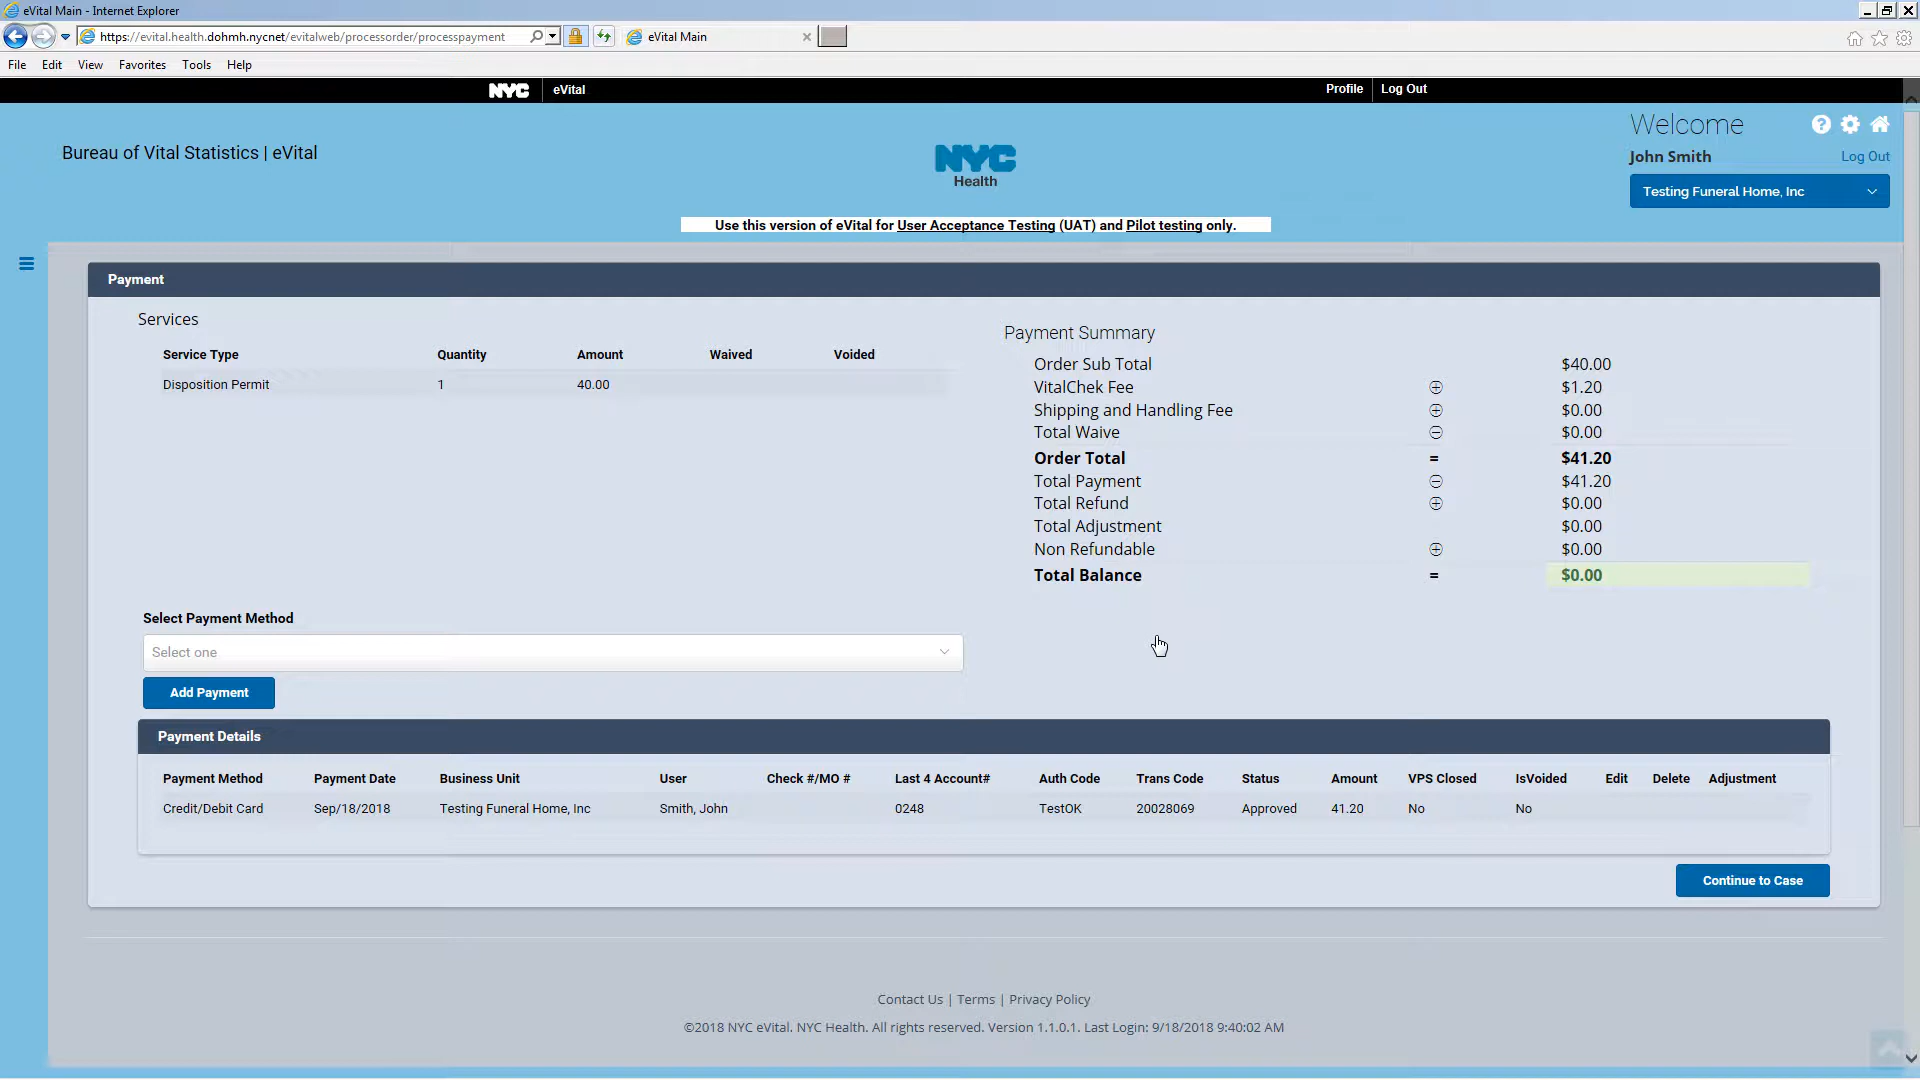 eVital Main - Internet Explorer
https://evital.health.dohmh.nycnet/evitalweb/processorder/processpayment
eVital Main
File Edit View Favorites Tools Help
NYC eVital Profile Log Out
Bureau of Vital Statistics | eVital
NYC
Health
Welcome
John Smith Log Out
Testing Funeral Home, Inc
Use this version of eVital for User Acceptance Testing (UAT) and Pilot testing only.
Payment
Services
Service Type Quantity Amount Waived Voided
Disposition Permit 1 40.00
Payment Summary
Order Sub Total $40.00
VitalChek Fee $1.20
Shipping and Handling Fee $0.00
Total Waive $0.00
Order Total = $41.20
Total Payment $41.20
Total Refund $0.00
Total Adjustment $0.00
Non Refundable $0.00
Total Balance = $0.00
Select Payment Method
Select one
Add Payment
Payment Details
Payment Method Payment Date Business Unit User Check #/MO # Last 4 Account# Auth Code Trans Code Status Amount VPS Closed IsVoided Edit Delete Adjustment
Credit/Debit Card Sep/18/2018 Testing Funeral Home, Inc Smith, John 0248 TestOK 20028069 Approved 41.20 No No
Continue to Case
Contact Us | Terms | Privacy Policy
©2018 NYC eVital. NYC Health. All rights reserved. Version 1.1.0.1. Last Login: 9/18/2018 9:40:02 AM